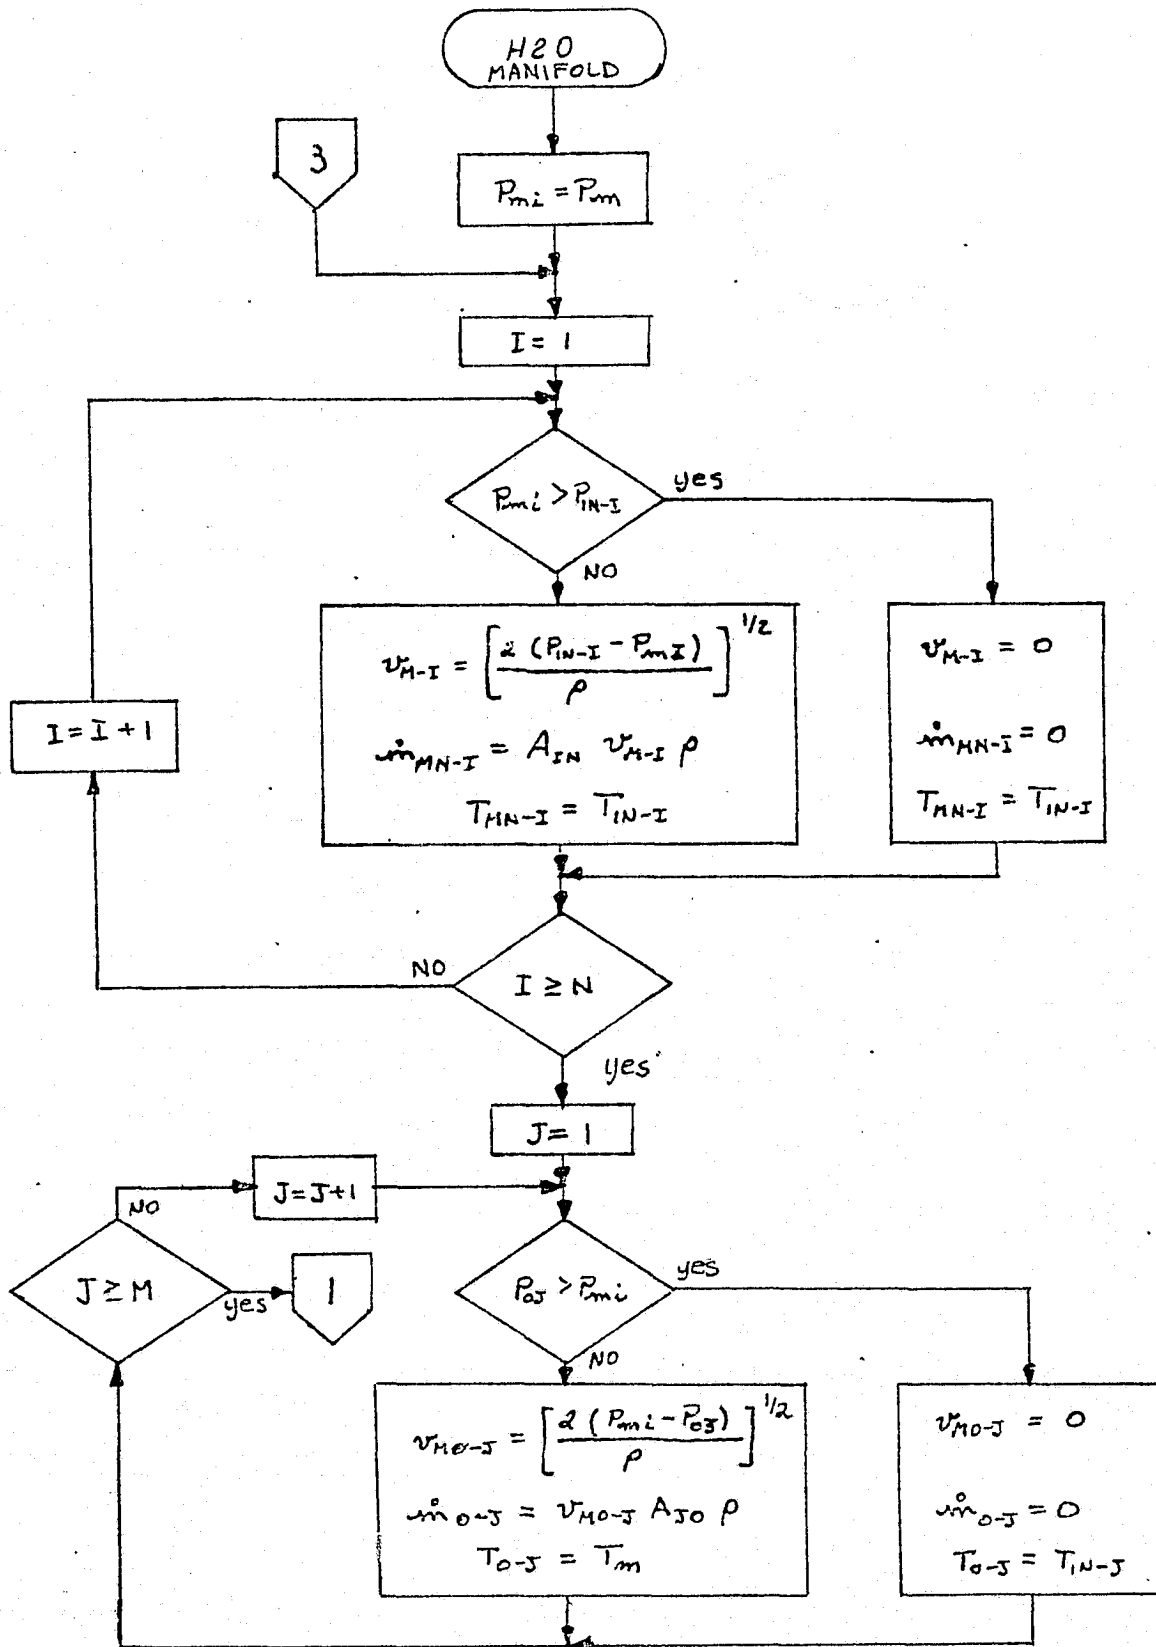 H2O
MANIFOLD
3
Pmi = Pm
I = 1
Pmi > PIN-I
yes
NO
vM-I = [2 (PIN-I - PmI) / ρ]^1/2
ṁMN-I = AIN vM-I ρ
TMN-I = TIN-I
vM-I = 0
ṁMN-I = 0
TMN-I = TIN-I
I = I + 1
NO
I ≥ N
yes
J = 1
J = J + 1
NO
J ≥ M
yes
1
POJ > Pmi
yes
NO
vMO-J = [2 (Pmi - POJ) / ρ]^1/2
ṁO-J = vMO-J AJO ρ
TO-J = Tm
vMO-J = 0
ṁO-J = 0
TO-J = TIN-J